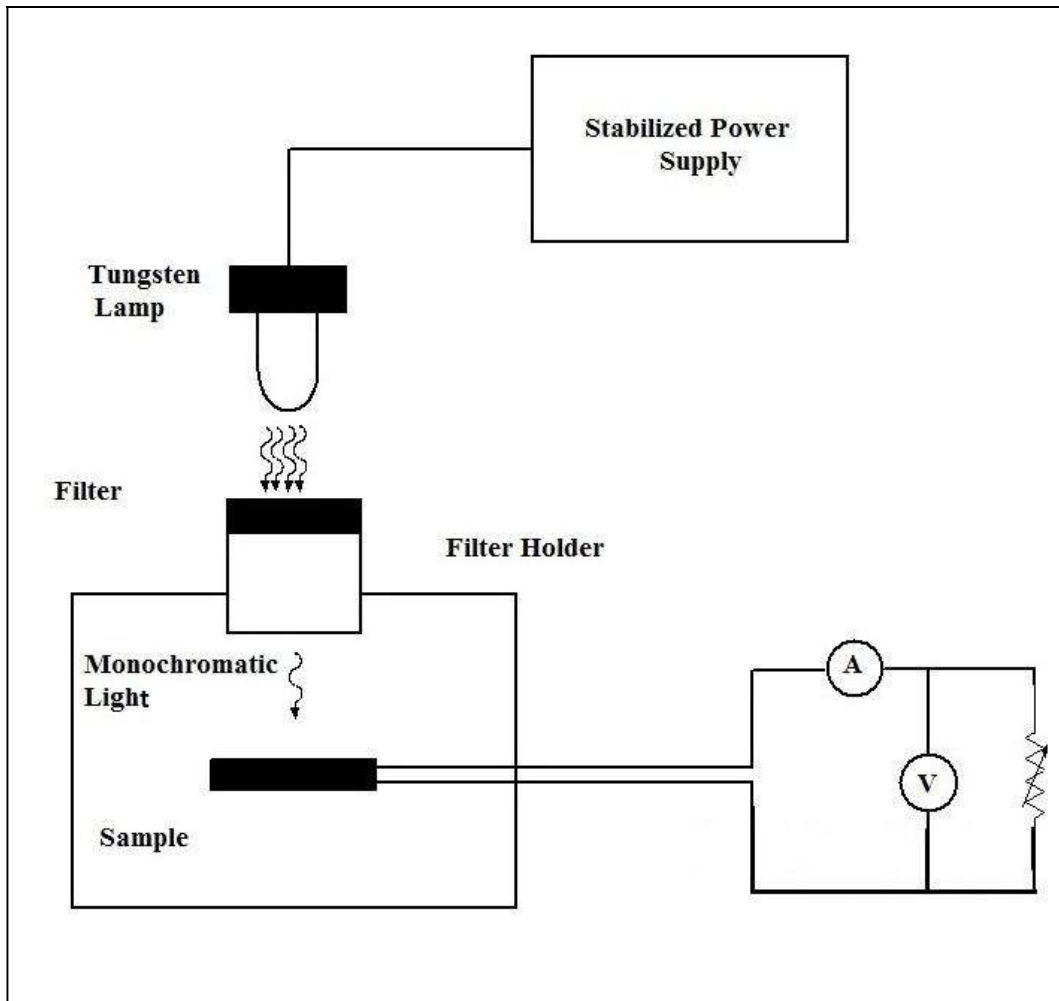 Stabilized Power
Supply
Tungsten
Lamp
Filter
Filter Holder
Monochromatic
Light
A
V
Sample